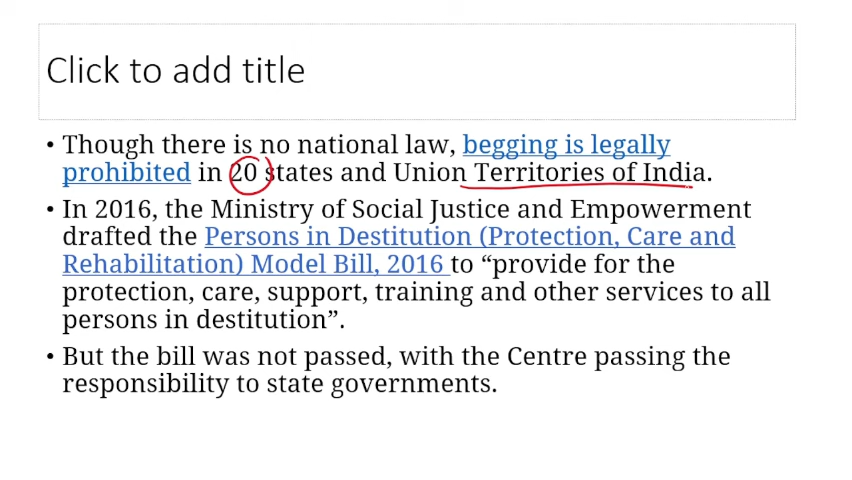 Click to add title
• Though there is no national law, begging is legally
prohibited in 20 states and Union Territories of India.
• In 2016, the Ministry of Social Justice and Empowerment
drafted the Persons in Destitution (Protection, Care and
Rehabilitation) Model Bill, 2016 to “provide for the
protection, care, support, training and other services to all
persons in destitution”.
• But the bill was not passed, with the Centre passing the
responsibility to state governments.